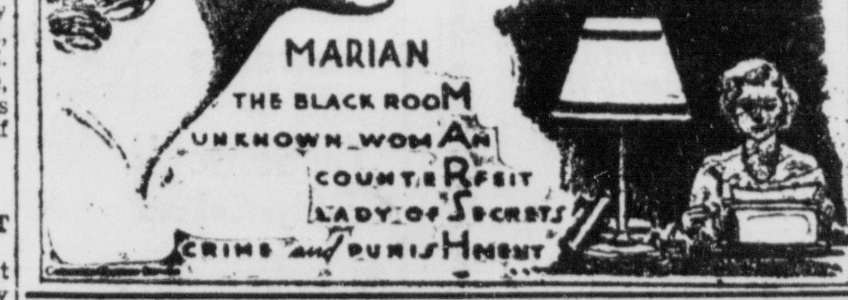 MARIAN
THE BLACK ROOM
UNKNOWN WOMAN
COUNTERFEIT
LADY OF SECRETS
CRIME and PUNISHMENT